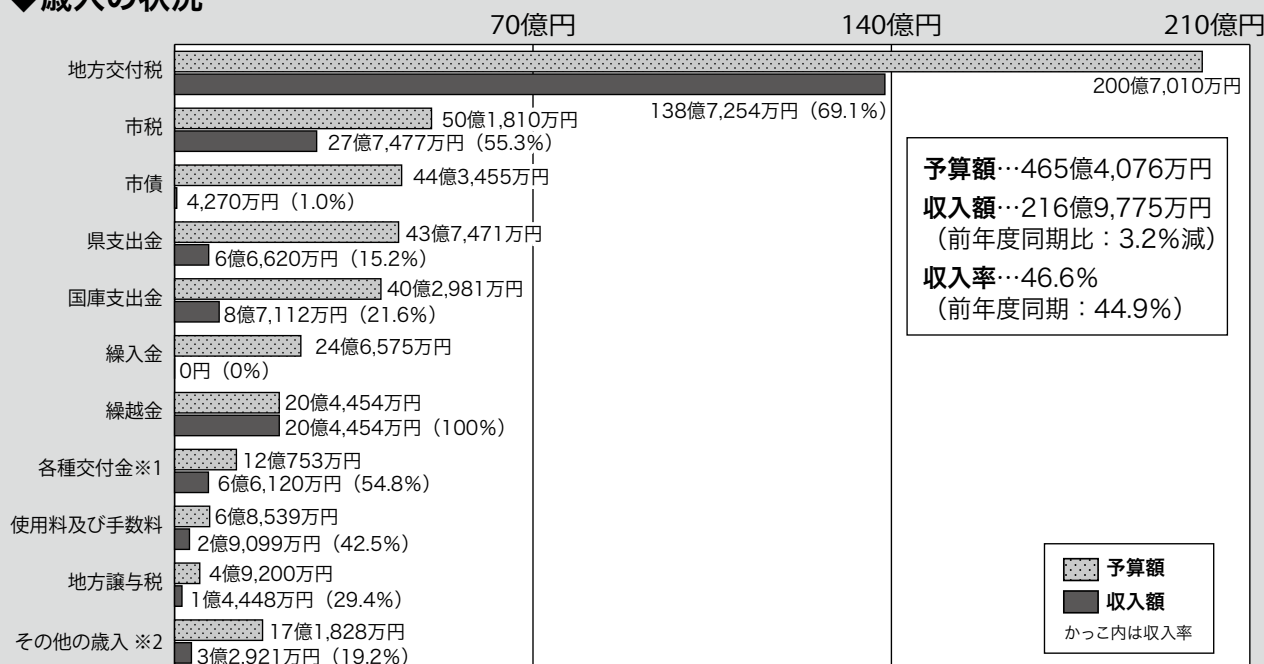 ◆歳入の状況
70億円
140億円
210億円
地方交付税
200億7,010万円
138億7,254万円（69.1%）
市税
50億1,810万円
27億7,477万円（55.3%）
市債
44億3,455万円
4,270万円（1.0%）
県支出金
43億7,471万円
6億6,620万円（15.2%）
国庫支出金
40億2,981万円
8億7,112万円（21.6%）
繰入金
24億6,575万円
0円（0%）
繰越金
20億4,454万円
20億4,454万円（100%）
各種交付金※1
12億753万円
6億6,120万円（54.8%）
使用料及び手数料
6億8,539万円
2億9,099万円（42.5%）
地方譲与税
4億9,200万円
1億4,448万円（29.4%）
その他の歳入 ※2
17億1,828万円
3億2,921万円（19.2%）
予算額…465億4,076万円
収入額…216億9,775万円
（前年度同期比：3.2%減）
収入率…46.6%
（前年度同期：44.9%）
予算額
収入額
かっこ内は収入率